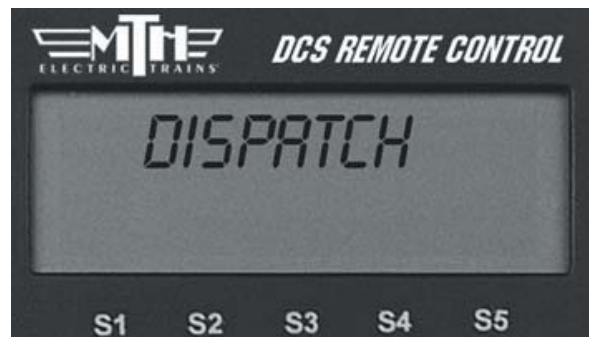 MTH
ELECTRIC TRAINS
DCS REMOTE CONTROL
DISPATCH
S1 S2 S3 S4 S5